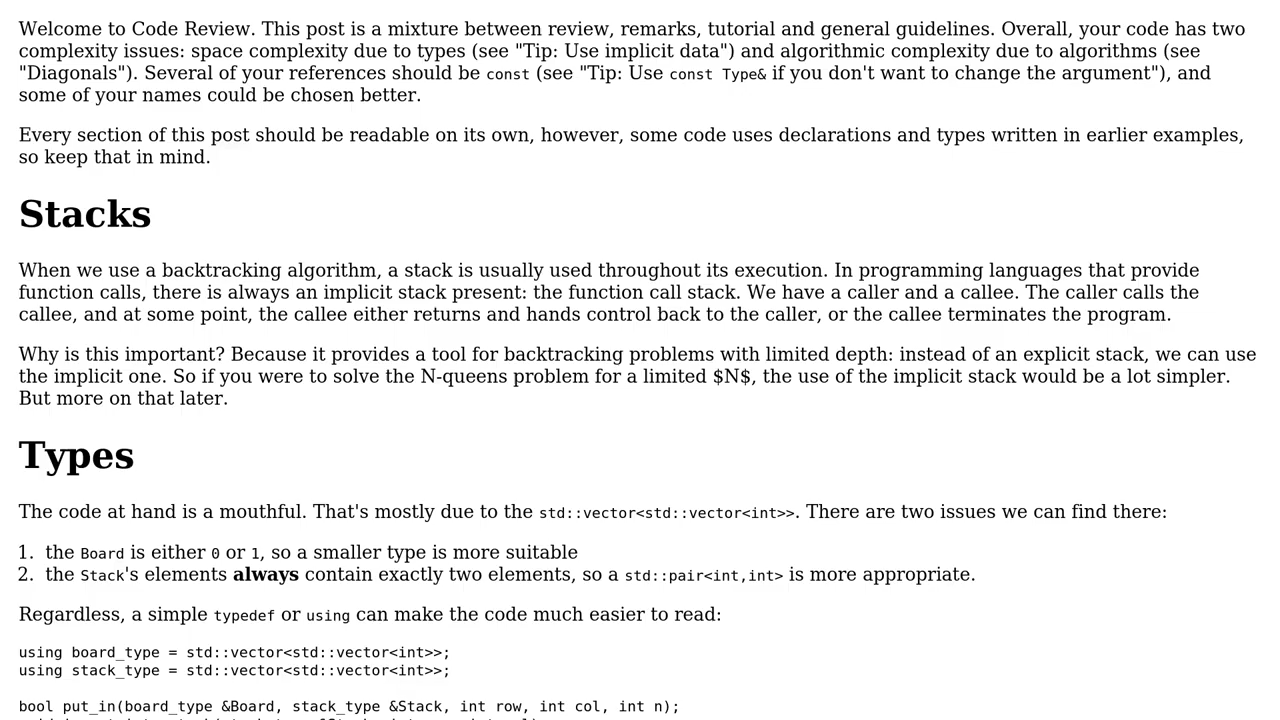 Welcome to Code Review. This post is a mixture between review, remarks, tutorial and general guidelines. Overall, your code has two
complexity issues: space complexity due to types (see "Tip: Use implicit data") and algorithmic complexity due to algorithms (see
"Diagonals"). Several of your references should be const (see "Tip: Use const Type& if you don't want to change the argument"), and
some of your names could be chosen better.
Every section of this post should be readable on its own, however, some code uses declarations and types written in earlier examples,
so keep that in mind.
Stacks
When we use a backtracking algorithm, a stack is usually used throughout its execution. In programming languages that provide
function calls, there is always an implicit stack present: the function call stack. We have a caller and a callee. The caller calls the
callee, and at some point, the callee either returns and hands control back to the caller, or the callee terminates the program.
Why is this important? Because it provides a tool for backtracking problems with limited depth: instead of an explicit stack, we can use
the implicit one. So if you were to solve the N-queens problem for a limited $N$, the use of the implicit stack would be a lot simpler.
But more on that later.
Types
The code at hand is a mouthful. That's mostly due to the std::vector<std::vector<int>>. There are two issues we can find there:
1. the Board is either 0 or 1, so a smaller type is more suitable
2. the Stack's elements always contain exactly two elements, so a std::pair<int,int> is more appropriate.
Regardless, a simple typedef or using can make the code much easier to read:
using board_type = std::vector<std::vector<int>>;
using stack_type = std::vector<std::vector<int>>;
bool put_in(board_type &Board, stack_type &Stack, int row, int col, int n);